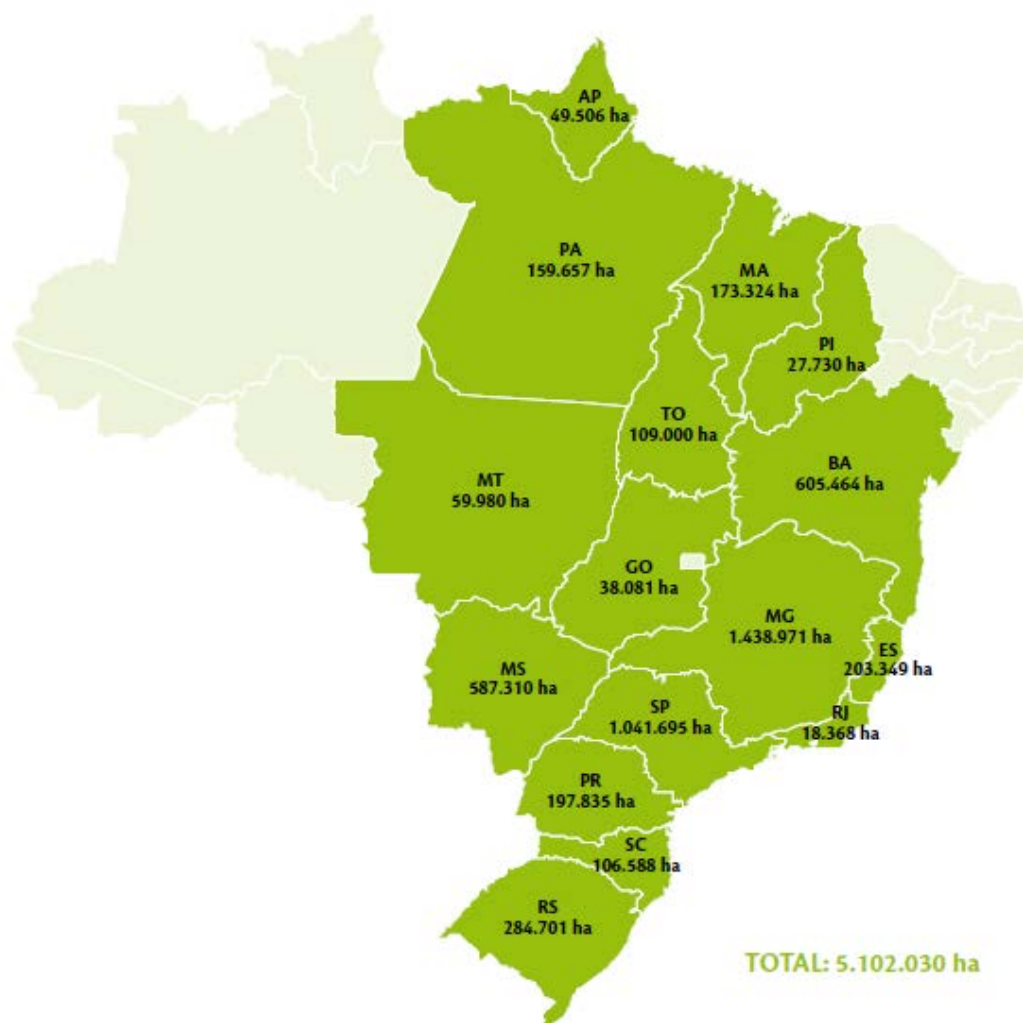 AP
49.506 ha
PA
159.657 ha
MA
173.324 ha
PI
27.730 ha
TO
109.000 ha
BA
605.464 ha
MT
59.980 ha
GO
38.081 ha
MG
1.438.971 ha
ES
203.349 ha
MS
587.310 ha
SP
1.041.695 ha
RJ
18.368 ha
PR
197.835 ha
SC
106.588 ha
RS
284.701 ha
TOTAL: 5.102.030 ha